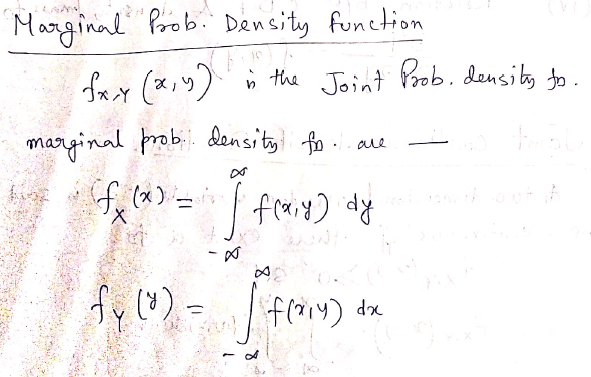 Marginal Prob. Density function
fx,y (x,y) is the Joint Prob. density fn.
marginal prob. density fn. are —
fX (x) = ∫_{-∞}^{∞} f(x,y) dy
fY (y) = ∫_{-∞}^{∞} f(x,y) dx